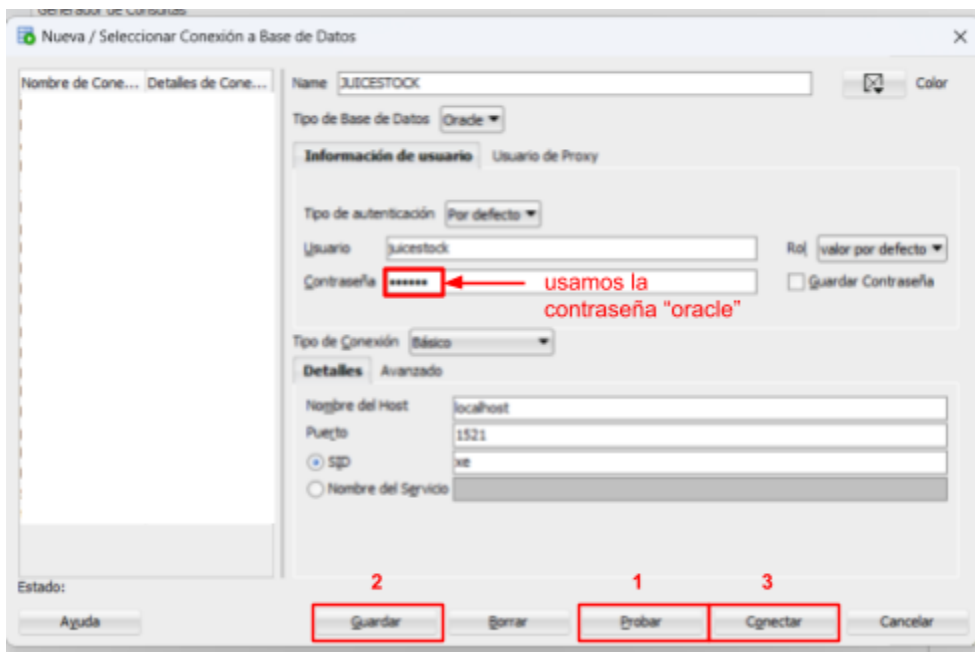 Generador de Consultas
Nueva / Seleccionar Conexión a Base de Datos
Nombre de Cone... Detalles de Cone...
Name JUICESTOCK Color
Tipo de Base de Datos Oracle
Información de usuario Usuario de Proxy
Tipo de autenticación Por defecto
Usuario juicestock Rol valor por defecto
Contraseña •••••• usamos la Guardar Contraseña
contraseña “oracle”
Tipo de Conexión Básico
Detalles Avanzado
Nombre del Host localhost
Puerto 1521
SID xe
Nombre del Servicio
Estado:
2 1 3
Ayuda Guardar Borrar Probar Conectar Cancelar